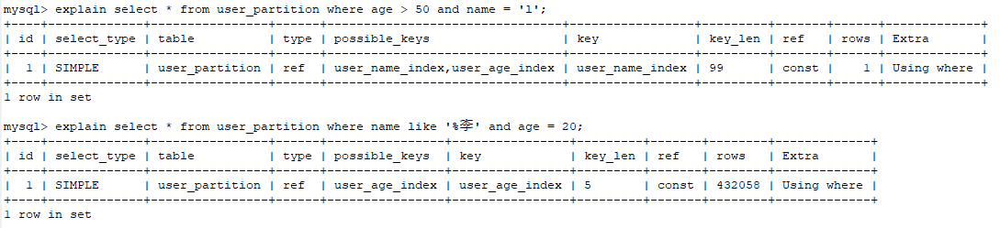 mysql> explain select * from user_partition where age > 50 and name = 'l';
+----+-------------+----------------+------+--------------------------------+-----------------+---------+-------+------+-------------+
| id | select_type | table          | type | possible_keys                  | key             | key_len | ref   | rows | Extra       |
+----+-------------+----------------+------+--------------------------------+-----------------+---------+-------+------+-------------+
|  1 | SIMPLE      | user_partition | ref  | user_name_index,user_age_index | user_name_index | 99      | const |    1 | Using where |
+----+-------------+----------------+------+--------------------------------+-----------------+---------+-------+------+-------------+
1 row in set
mysql> explain select * from user_partition where name like '%李' and age = 20;
+----+-------------+----------------+------+----------------+----------------+---------+-------+--------+-------------+
| id | select_type | table          | type | possible_keys  | key            | key_len | ref   | rows   | Extra       |
+----+-------------+----------------+------+----------------+----------------+---------+-------+--------+-------------+
|  1 | SIMPLE      | user_partition | ref  | user_age_index | user_age_index | 5       | const | 432058 | Using where |
+----+-------------+----------------+------+----------------+----------------+---------+-------+--------+-------------+
1 row in set